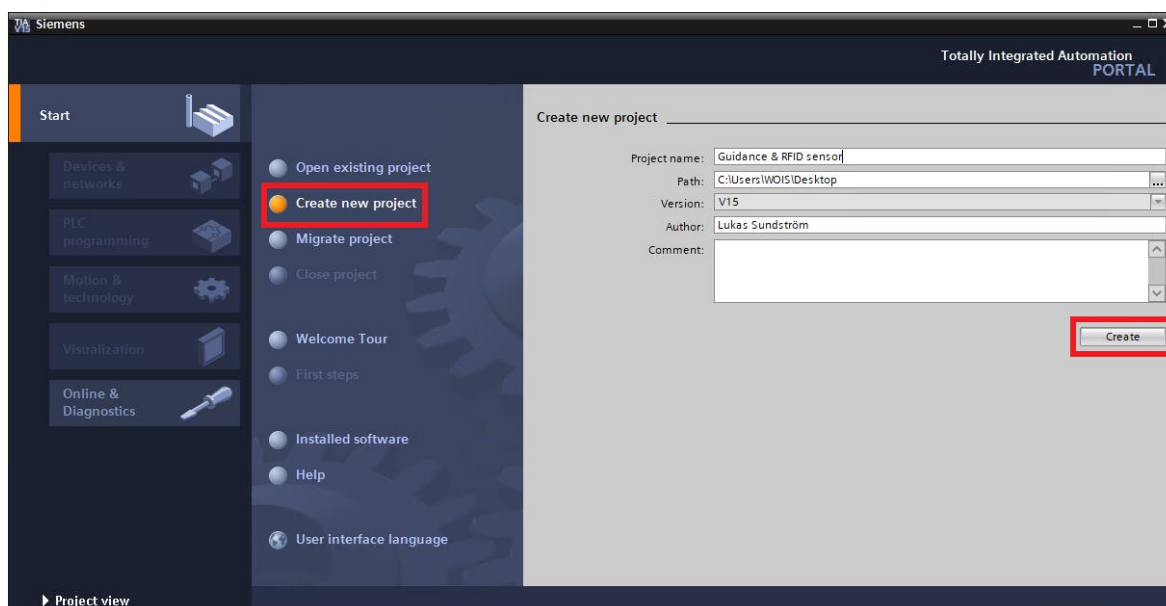 TIA
V15
Siemens
Totally Integrated Automation
PORTAL
Start
Devices &
networks
PLC
programming
Motion &
technology
Visualization
Online &
Diagnostics
Open existing project
Create new project
Migrate project
Close project
Welcome Tour
First steps
Installed software
Help
User interface language
Create new project
Project name: Guidance & RFID sensor
Path: C:\Users\WOIS\Desktop
...
Version: V15
Author: Lukas Sundström
Comment:
Create
Project view